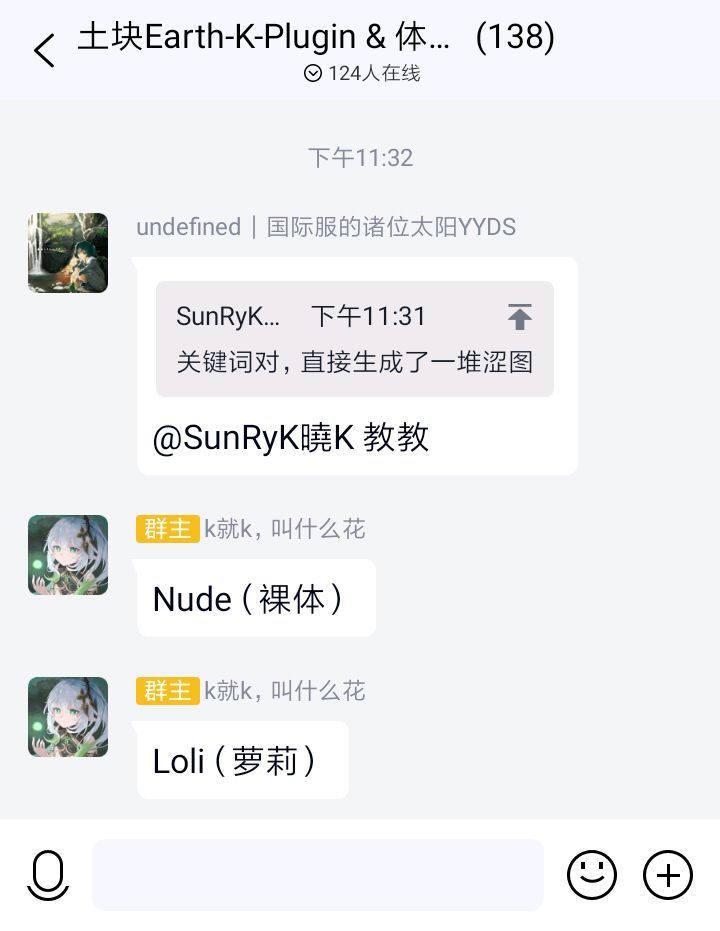 土块Earth-K-Plugin & 体... (138)
124人在线
下午11:32
undefined｜国际服的诸位太阳YYDS
SunRyK... 下午11:31
关键词对，直接生成了一堆涩图
@SunRyK曉K 教教
群主 k就k，叫什么花
Nude（裸体）
群主 k就k，叫什么花
Loli（萝莉）